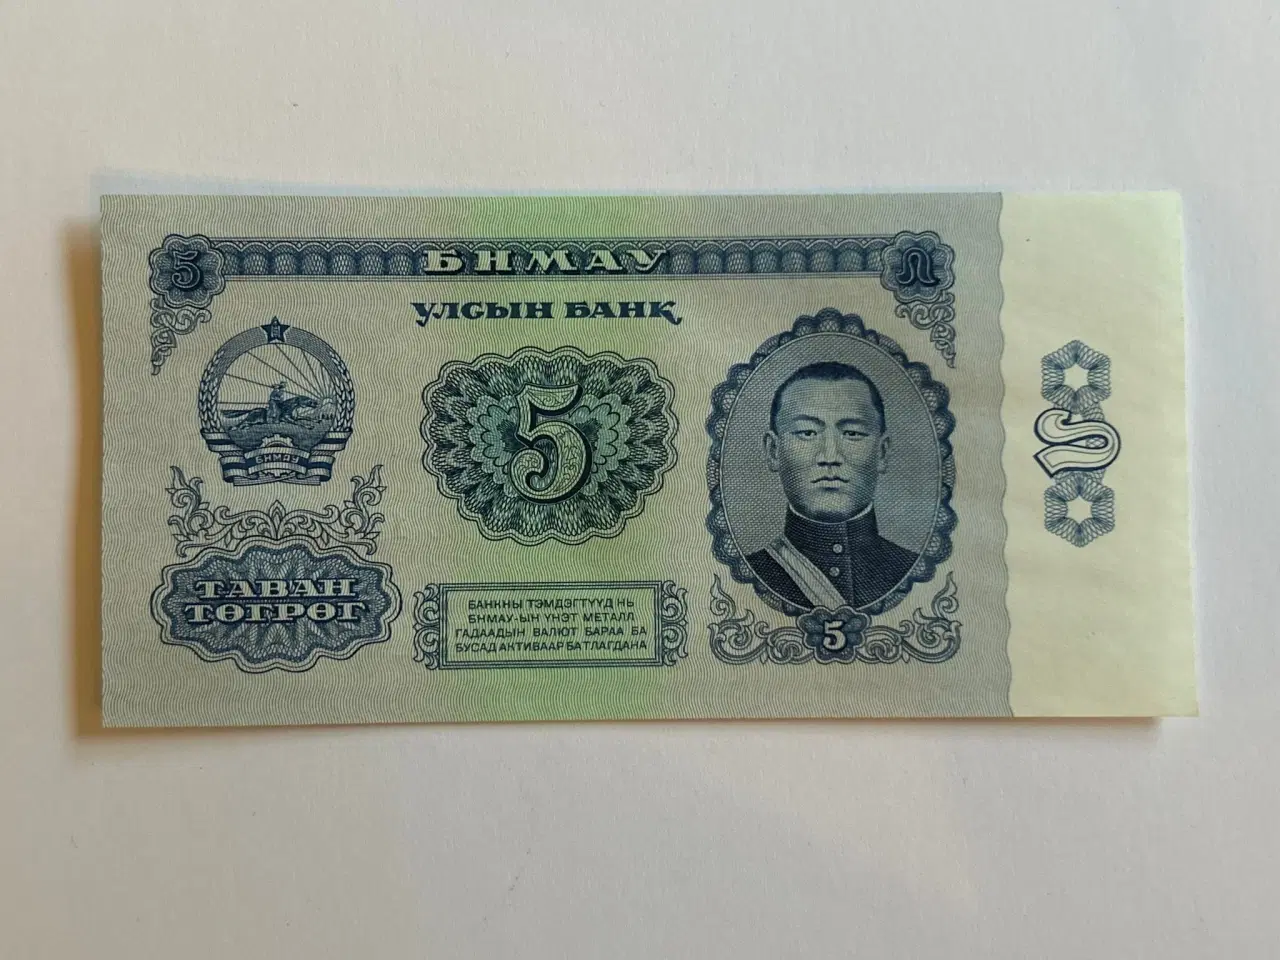 5 БНМАУ Л
УЛСЫН БАНК
БНМАУ
5
5
ТАВАН
ТӨГРӨГ
БАНКНЫ ТЭМДЭГТҮҮД НЬ
БНМАУ-ЫН ҮНЭТ МЕТАЛЛ
ГАДААДЫН ВАЛЮТ БАРАА БА
БУСАД АКТИВААР БАТЛАГДАНА
5